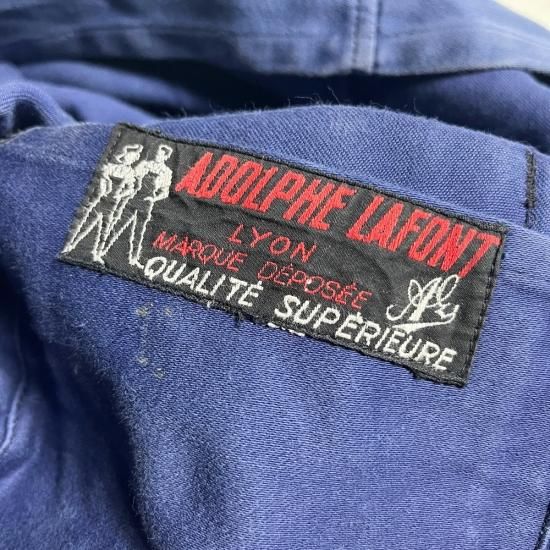 ADOLPHE LAFONT
LYON
MARQUE DÉPOSÉE
QUALITÉ SUPÉRIEURE